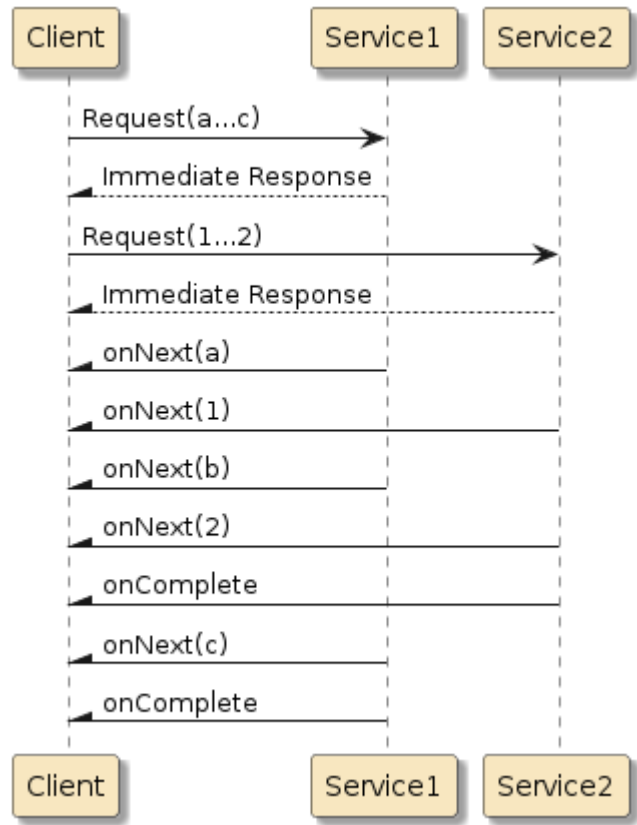 Client Service1 Service2
Request(a...c)
Immediate Response
Request(1...2)
Immediate Response
onNext(a)
onNext(1)
onNext(b)
onNext(2)
onComplete
onNext(c)
onComplete
Client Service1 Service2